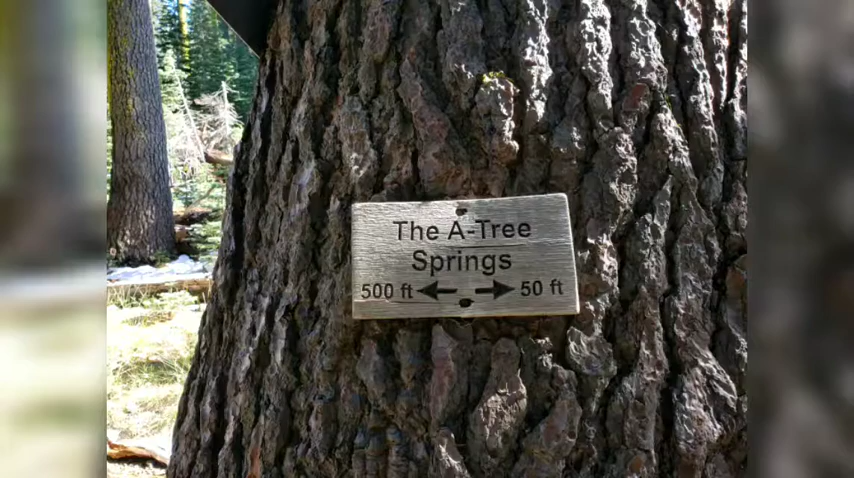 The A-Tree
Springs
500 ft ← → 50 ft